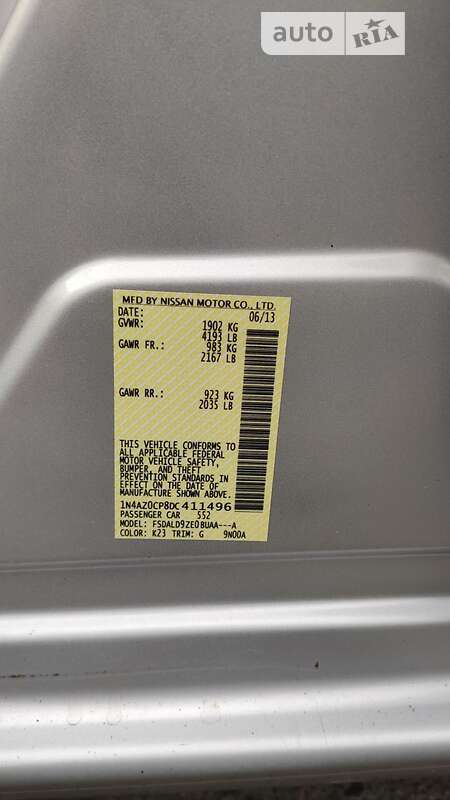 auto RIA
MFD BY NISSAN MOTOR CO., LTD.
DATE: 06/13
GVWR: 1902 KG
4193 LB
GAWR FR.: 983 KG
2167 LB
GAWR RR.: 923 KG
2035 LB
THIS VEHICLE CONFORMS TO
ALL APPLICABLE FEDERAL
MOTOR VEHICLE SAFETY,
BUMPER, AND THEFT
PREVENTION STANDARDS IN
EFFECT ON THE DATE OF
MANUFACTURE SHOWN ABOVE.
1N4AZ0CP8DC411496
PASSENGER CAR 552
MODEL: FSDALD9ZE08UAA---A
COLOR: K23 TRIM: G 9N00A